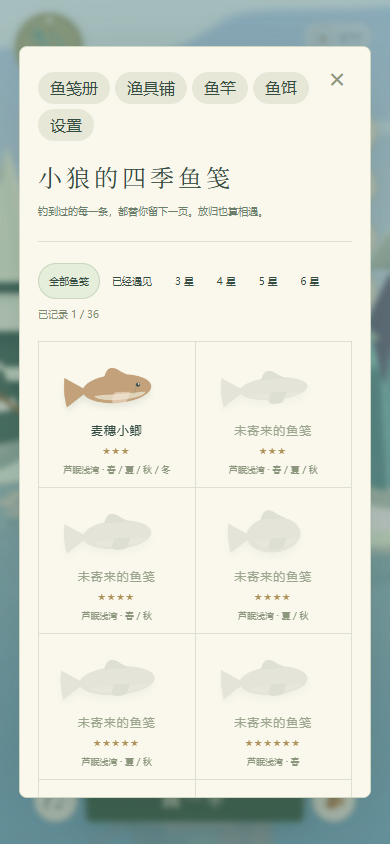 鱼笺册 渔具铺 鱼竿 鱼饵
设置
小狼的四季鱼笺
钓到过的每一条，都替你留下一页。放归也算相遇。
全部鱼笺 已经遇见 3 星 4 星 5 星 6 星
已记录 1 / 36
麦穗小鲫 未寄来的鱼笺
★★★ ★★★
芦眠浅湾 · 春 / 夏 / 秋 / 冬 芦眠浅湾 · 春 / 夏 / 秋
未寄来的鱼笺 未寄来的鱼笺
★★★★ ★★★★
芦眠浅湾 · 春 / 秋 芦眠浅湾 · 夏 / 秋
未寄来的鱼笺 未寄来的鱼笺
★★★★★ ★★★★★★
芦眠浅湾 · 夏 / 秋 芦眠浅湾 · 春